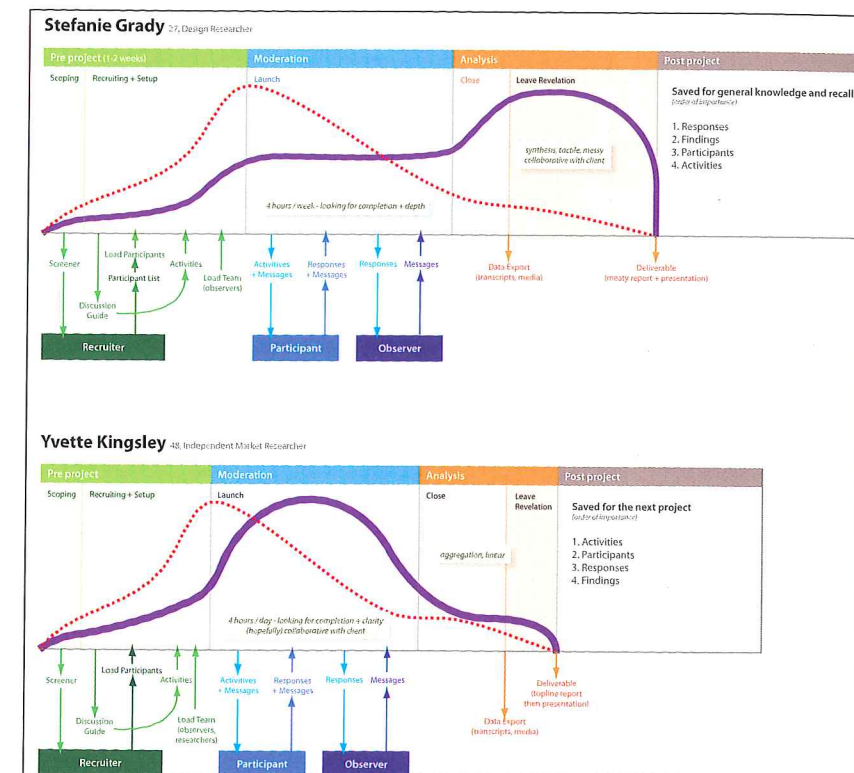 Stefanie Grady 27, Design Researcher
Pre project (1-2 weeks)
Moderation
Analysis
Post project
Scoping
Recruiting + Setup
Launch
Close
Leave Revelation
Saved for general knowledge and recall
(order of importance)
1. Responses
2. Findings
3. Participants
4. Activities
synthesis, tactile, messy
collaborative with client
4 hours / week - looking for completion + depth
Screener
Load Participants
Participant List
Activities
Load Team
(observers)
Discussion
Guide
Activities
+ Messages
Responses
+ Messages
Responses
Messages
Data Export
(transcripts, media)
Deliverable
(meaty report + presentation)
Recruiter
Participant
Observer
Yvette Kingsley 48, Independent Market Researcher
Pre project
Moderation
Analysis
Post project
Scoping
Recruiting + Setup
Launch
Close
Leave
Revelation
Saved for the next project
(order of importance)
1. Activities
2. Participants
3. Responses
4. Findings
aggregation, linear
4 hours / day - looking for completion + clarity
(hopefully) collaborative with client
Screener
Load Participants
Activities
Discussion
Guide
Load Team
(observers,
researchers)
Activities
+ Messages
Responses
+ Messages
Responses
Messages
Deliverable
(topline report
then presentation)
Data Export
(transcripts, media)
Recruiter
Participant
Observer